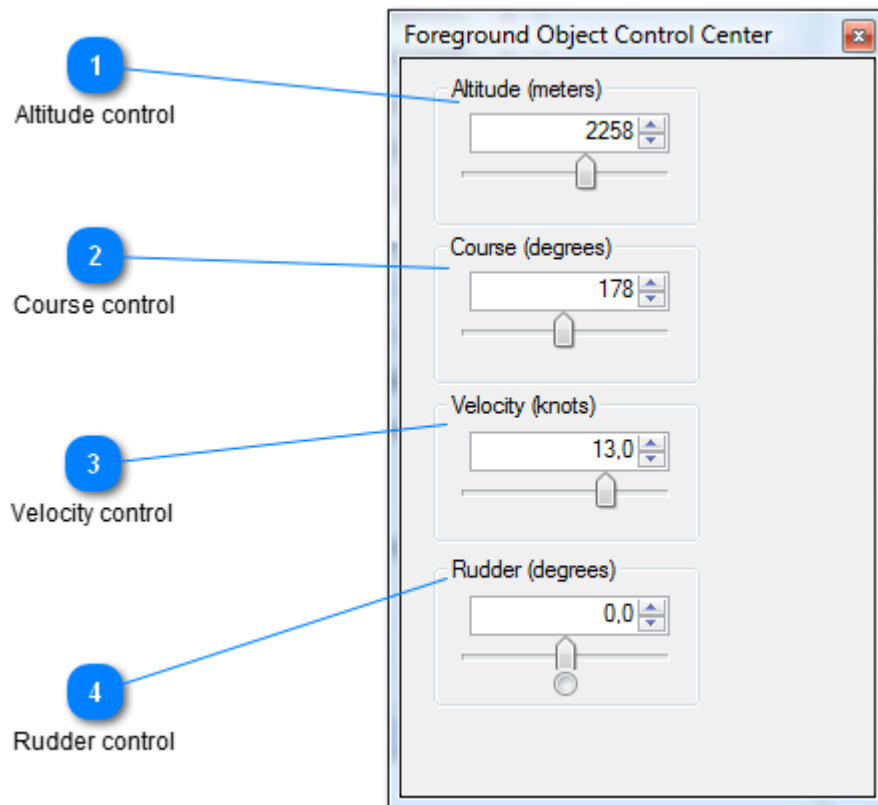 Foreground Object Control Center
1
Altitude control
Altitude (meters)
2258
2
Course control
Course (degrees)
178
3
Velocity control
Velocity (knots)
13,0
4
Rudder control
Rudder (degrees)
0,0